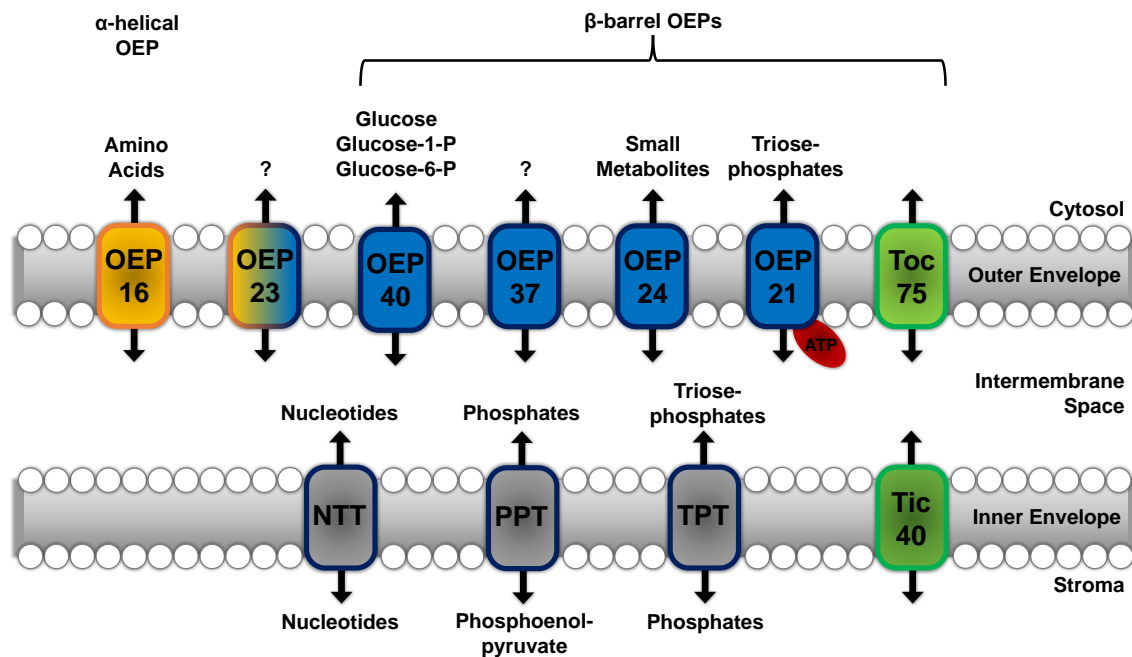 α-helical
OEP
β-barrel OEPs
Amino
Acids
?
Glucose
Glucose-1-P
Glucose-6-P
?
Small
Metabolites
Triose-
phosphates
Cytosol
OEP
16
OEP
23
OEP
40
OEP
37
OEP
24
OEP
21
ATP
Toc
75
Outer Envelope
Intermembrane
Space
Nucleotides
Phosphates
Triose-
phosphates
NTT
PPT
TPT
Tic
40
Inner Envelope
Stroma
Nucleotides
Phosphoenol-
pyruvate
Phosphates